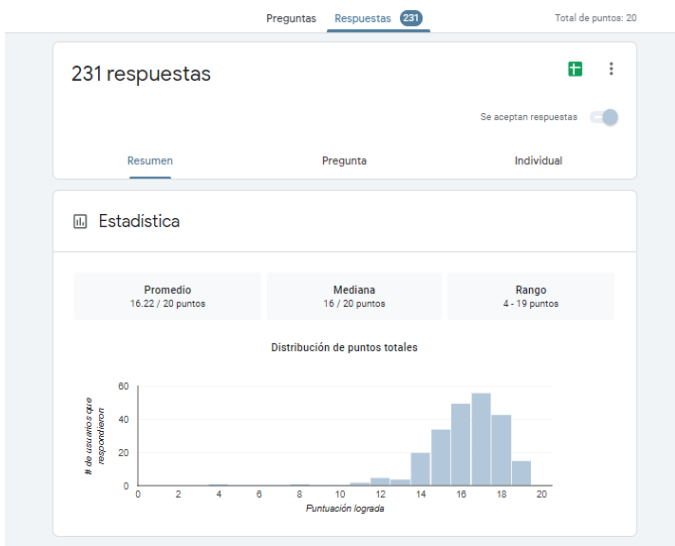 Preguntas Respuestas 231 Total de puntos: 20
231 respuestas
Se aceptan respuestas
Resumen Pregunta Individual
Estadística
Promedio Mediana Rango
16.22 / 20 puntos 16 / 20 puntos 4 - 19 puntos
Distribución de puntos totales
# de usuarios que
respondieron
60
40
20
0
0 2 4 6 8 10 12 14 16 18 20
Puntuación lograda